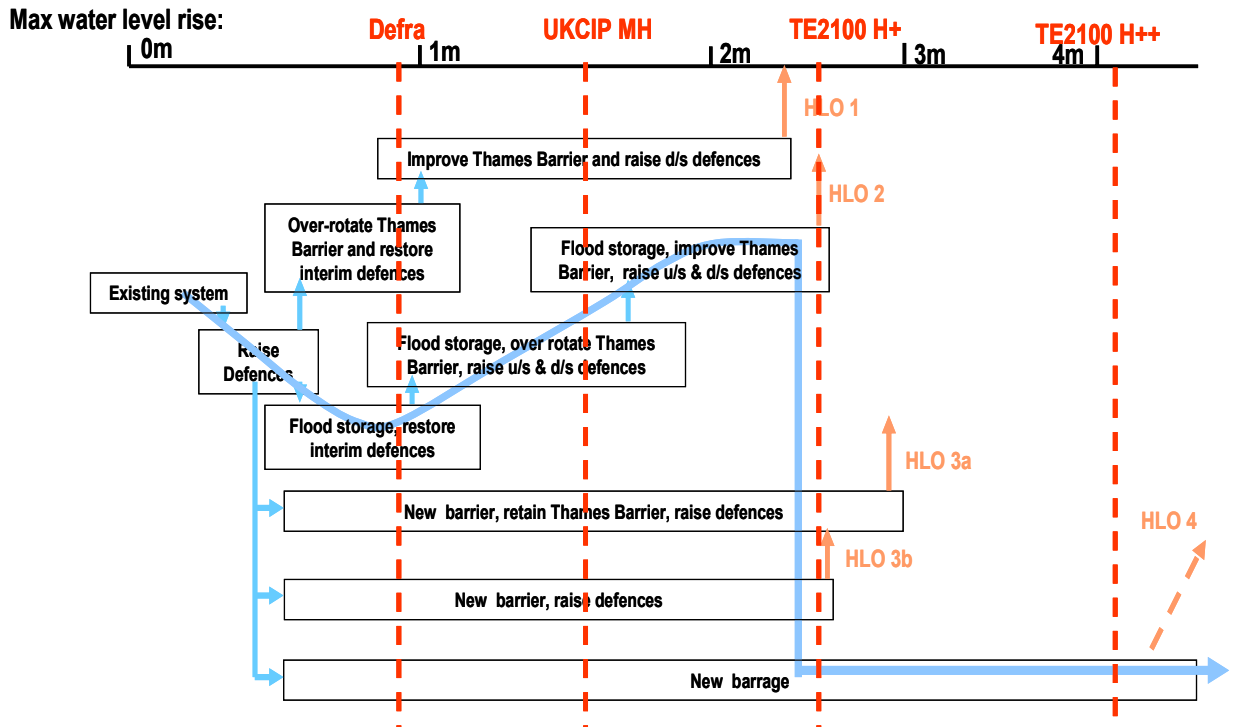 Max water level rise:
Defra
UKCIP MH
TE2100 H+
TE2100 H++
0m
1m
2m
3m
4m
HLO 1
Improve Thames Barrier and raise d/s defences
HLO 2
Over-rotate Thames
Barrier and restore
interim defences
Flood storage, improve Thames
Barrier, raise u/s & d/s defences
Existing system
Raise
Defences
Flood storage, over rotate Thames
Barrier, raise u/s & d/s defences
Flood storage, restore
interim defences
HLO 3a
New barrier, retain Thames Barrier, raise defences
HLO 4
HLO 3b
New barrier, raise defences
New barrage